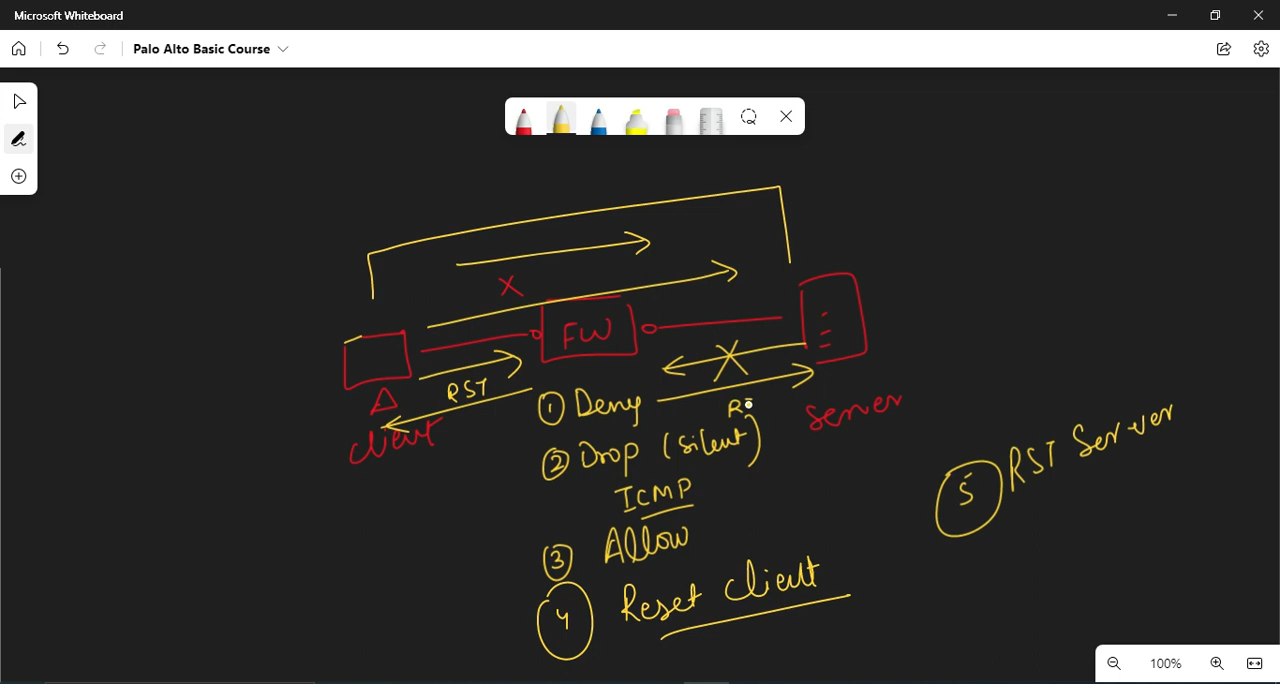 Microsoft Whiteboard
Palo Alto Basic Course
X
FW
RST
X
R
client
server
① Deny
② Drop (silent)
ICMP
③ Allow
4 Reset client
5 RST Server
100%